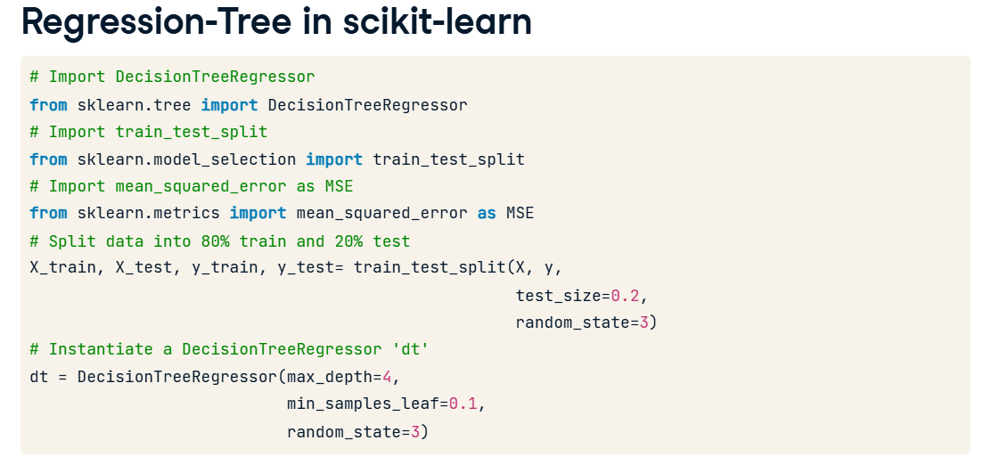 Regression-Tree in scikit-learn
# Import DecisionTreeRegressor
from sklearn.tree import DecisionTreeRegressor
# Import train_test_split
from sklearn.model_selection import train_test_split
# Import mean_squared_error as MSE
from sklearn.metrics import mean_squared_error as MSE
# Split data into 80% train and 20% test
X_train, X_test, y_train, y_test= train_test_split(X, y,
                                                   test_size=0.2,
                                                   random_state=3)
# Instantiate a DecisionTreeRegressor 'dt'
dt = DecisionTreeRegressor(max_depth=4,
                           min_samples_leaf=0.1,
                           random_state=3)